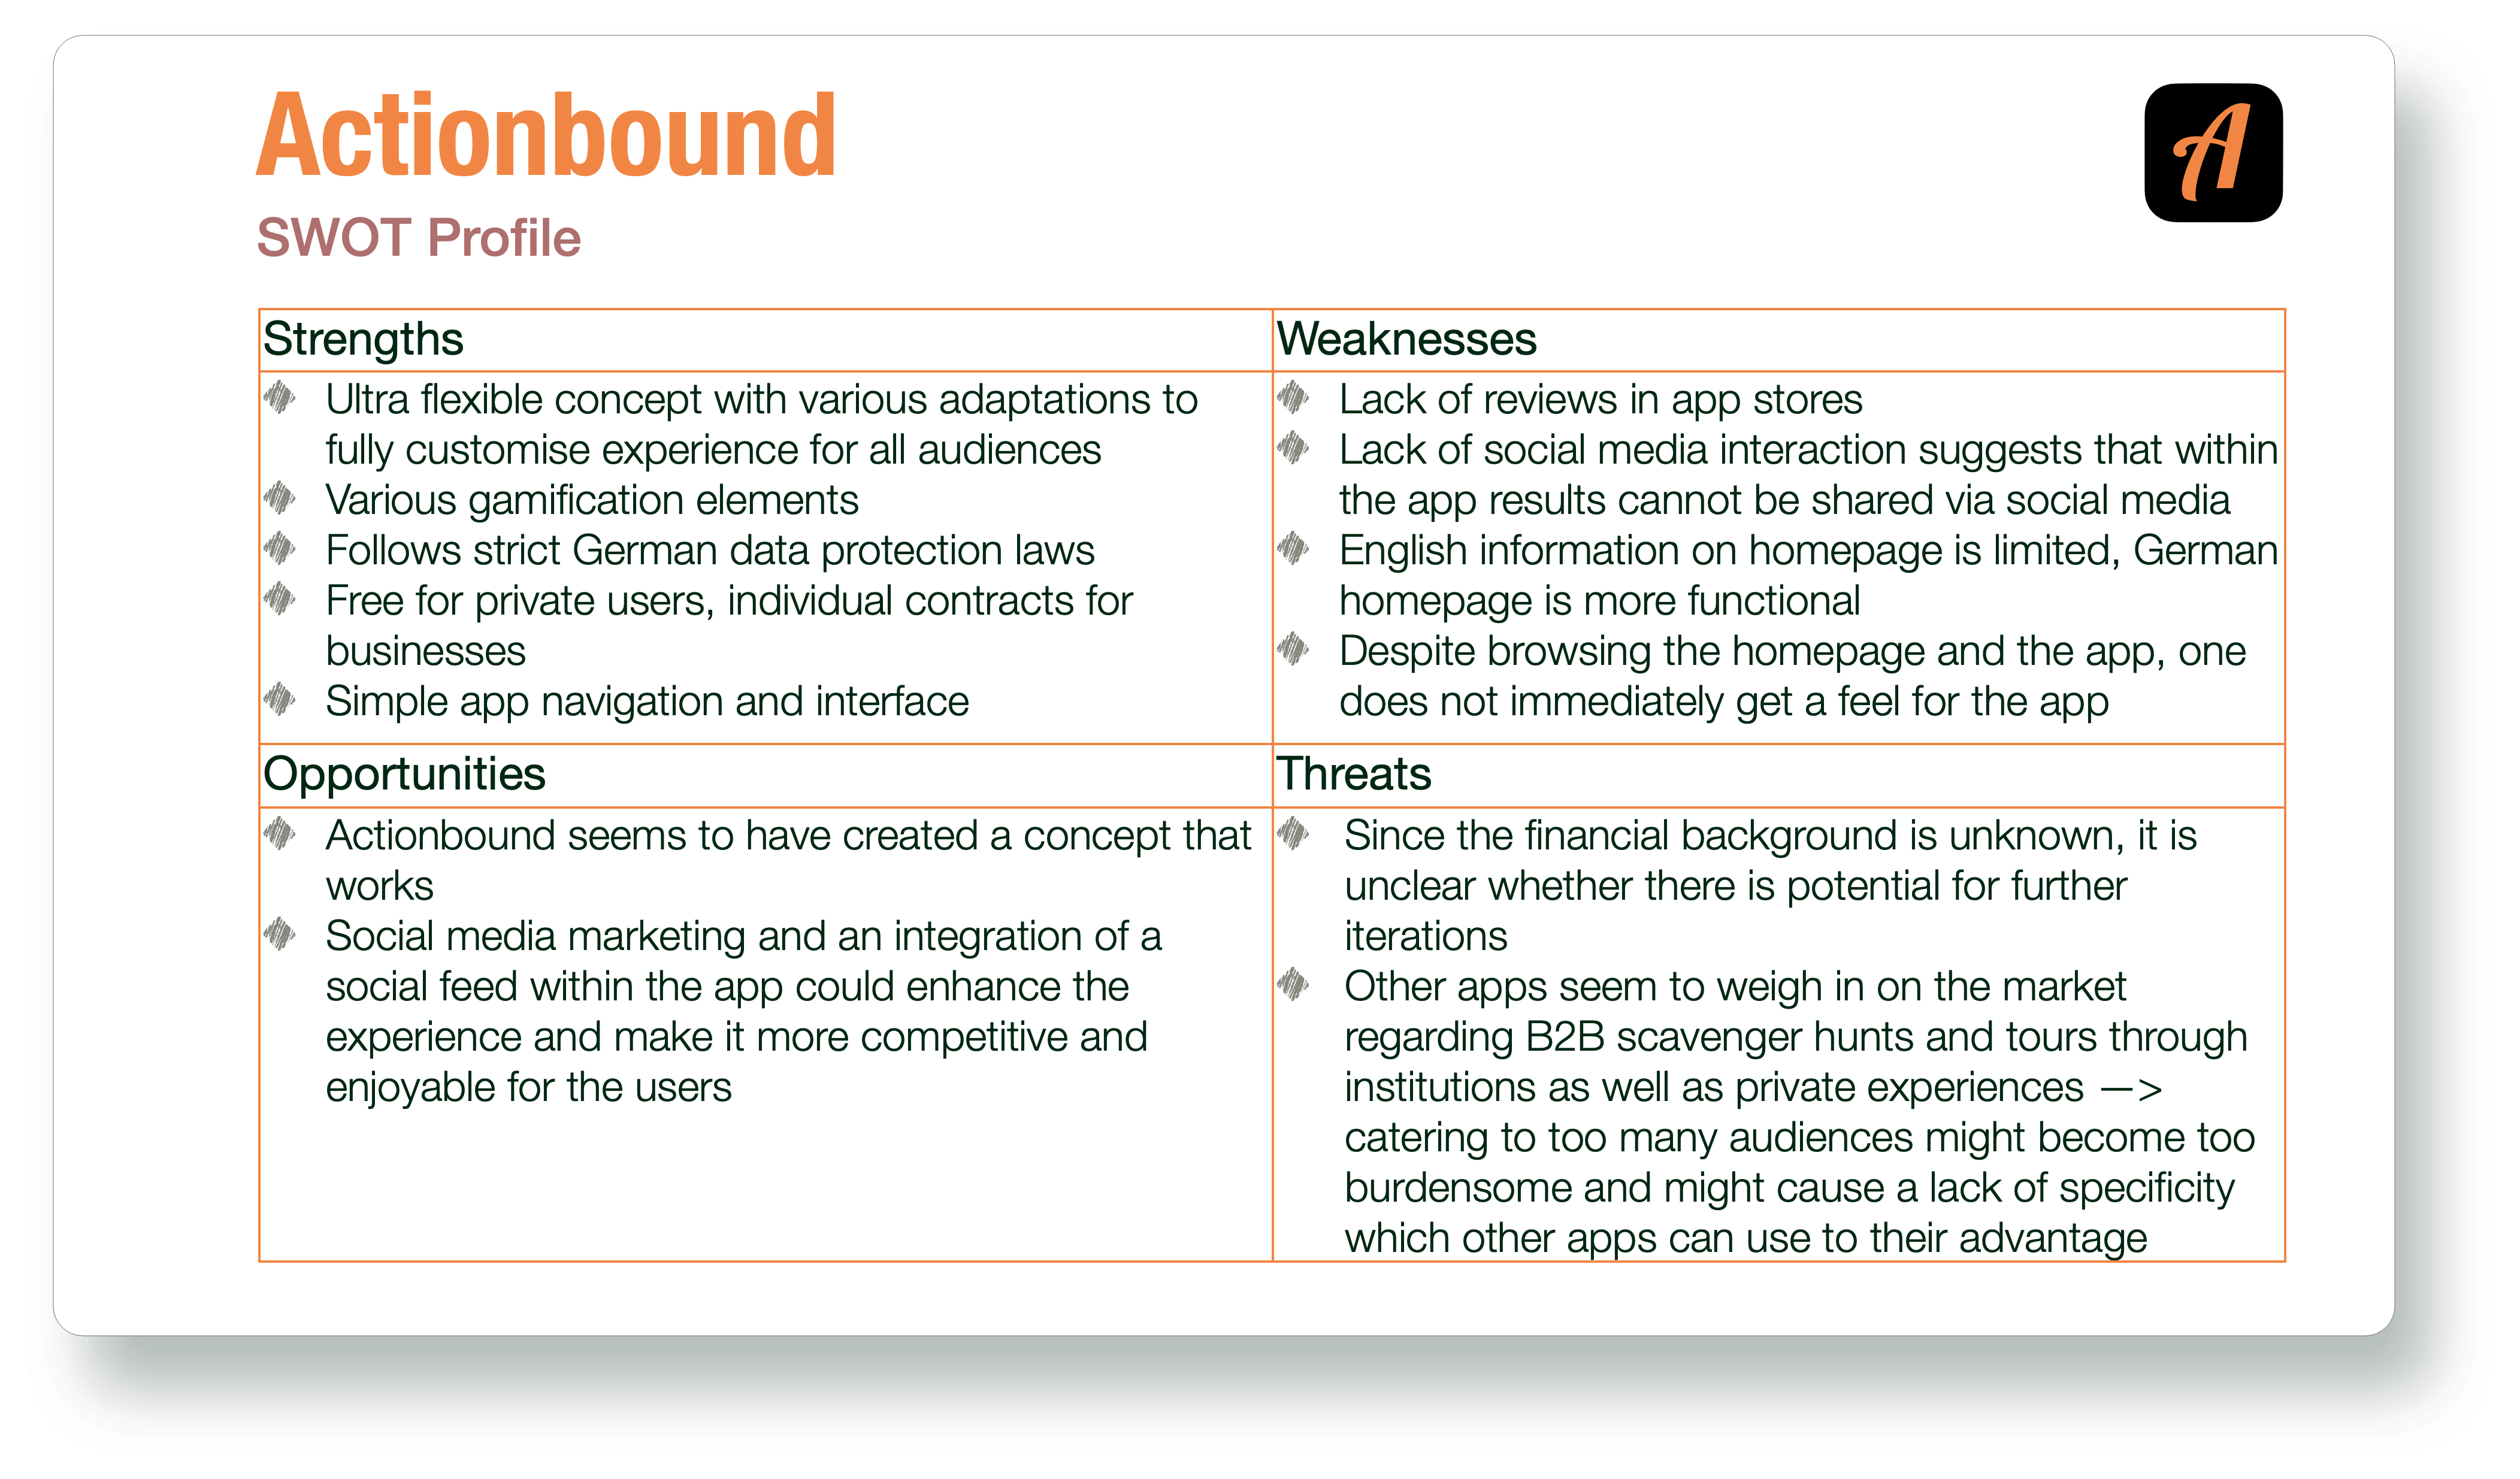 Actionbound
A
SWOT Profile
Strengths
Ultra flexible concept with various adaptations to
fully customise experience for all audiences
Various gamification elements
Follows strict German data protection laws
Free for private users, individual contracts for
businesses
Simple app navigation and interface
Weaknesses
Lack of reviews in app stores
Lack of social media interaction suggests that within
the app results cannot be shared via social media
English information on homepage is limited, German
homepage is more functional
Despite browsing the homepage and the app, one
does not immediately get a feel for the app
Opportunities
Actionbound seems to have created a concept that
works
Social media marketing and an integration of a
social feed within the app could enhance the
experience and make it more competitive and
enjoyable for the users
Threats
Since the financial background is unknown, it is
unclear whether there is potential for further
iterations
Other apps seem to weigh in on the market
regarding B2B scavenger hunts and tours through
institutions as well as private experiences —>
catering to too many audiences might become too
burdensome and might cause a lack of specificity
which other apps can use to their advantage